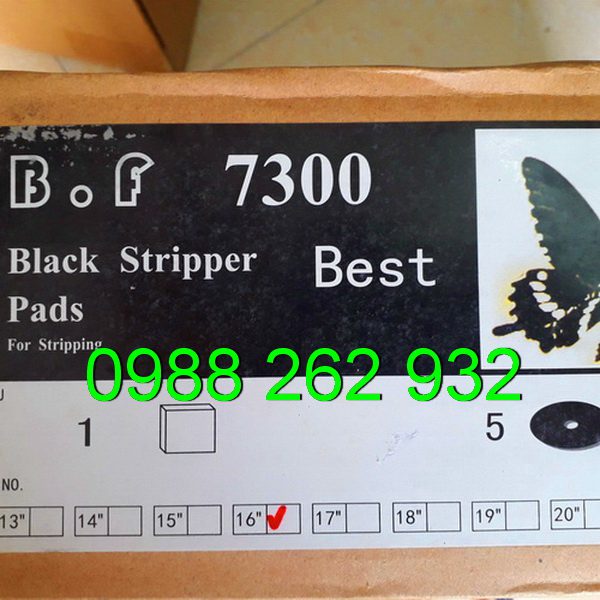 B.F 7300
Black Stripper Best
Pads
For Stripping
0988 262 932
1 5
NO.
13" 14" 15" 16" 17" 18" 19" 20"